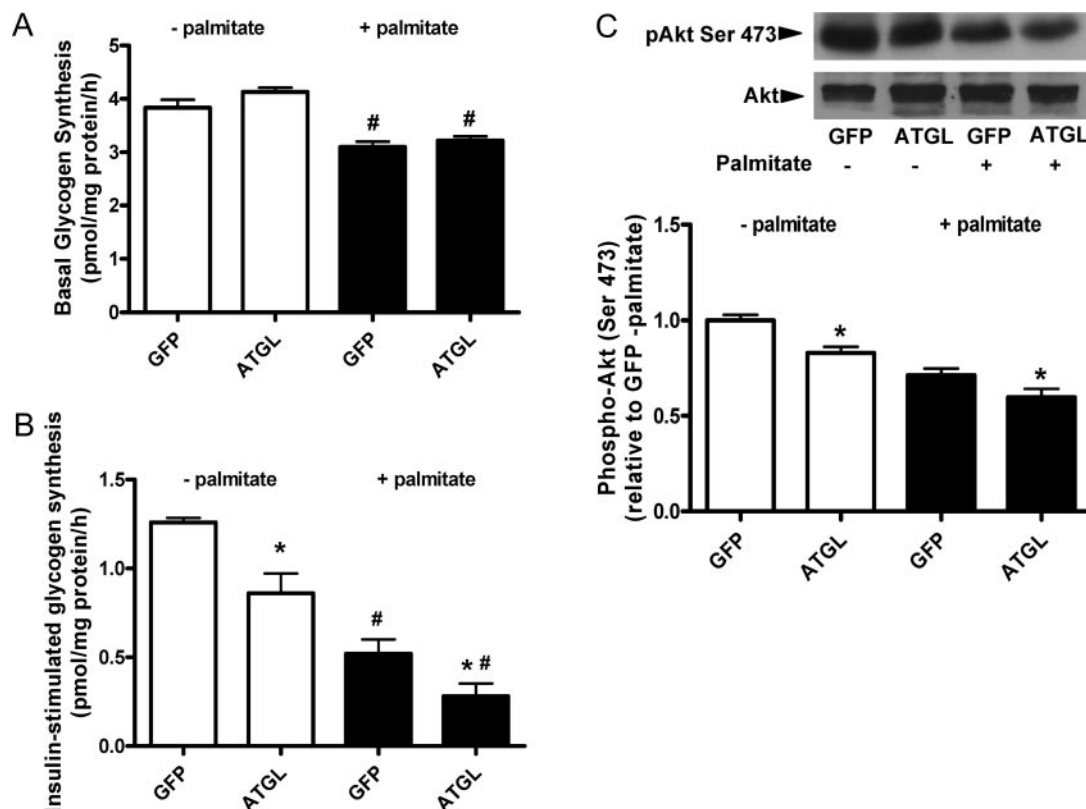 A
- palmitate + palmitate
Basal Glycogen Synthesis
(pmol/mg protein/h)
5
4
3
2
1
0
# #
GFP ATGL GFP ATGL
B
- palmitate + palmitate
Insulin-stimulated glycogen synthesis
(pmol/mg protein/h)
1.5
1.0
0.5
0.0
* # * #
GFP ATGL GFP ATGL
C
pAkt Ser 473
Akt
GFP ATGL GFP ATGL
Palmitate - - + +
- palmitate + palmitate
Phospho-Akt (Ser 473)
(relative to GFP -palmitate)
1.5
1.0
0.5
0.0
* *
GFP ATGL GFP ATGL